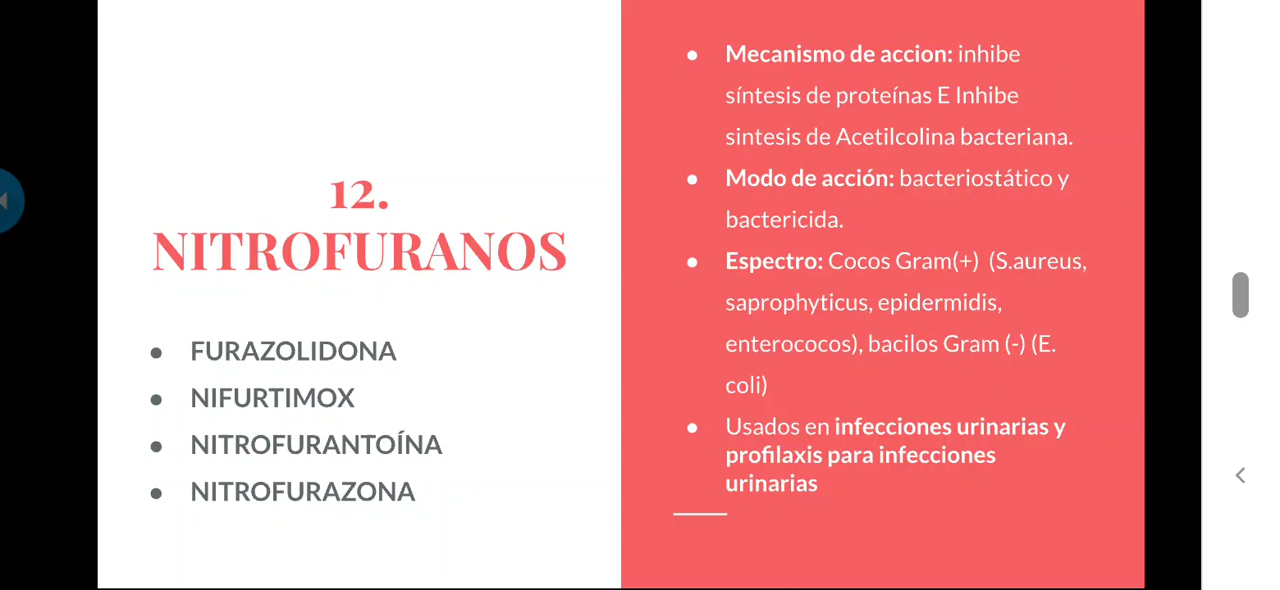 12.
NITROFURANOS
● FURAZOLIDONA
● NIFURTIMOX
● NITROFURANTOÍNA
● NITROFURAZONA
● Mecanismo de accion: inhibe
síntesis de proteínas E Inhibe
sintesis de Acetilcolina bacteriana.
● Modo de acción: bacteriostático y
bactericida.
● Espectro: Cocos Gram(+) (S.aureus,
saprophyticus, epidermidis,
enterococos), bacilos Gram (-) (E.
coli)
● Usados en infecciones urinarias y
profilaxis para infecciones
urinarias